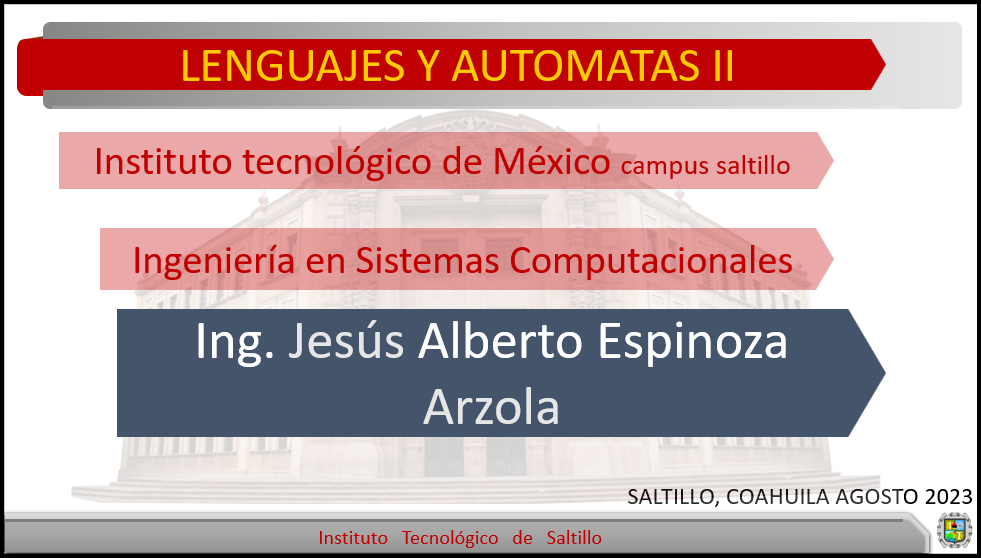 LENGUAJES Y AUTOMATAS II
Instituto tecnológico de México campus saltillo
Ingeniería en Sistemas Computacionales
Ing. Jesús Alberto Espinoza
Arzola
SALTILLO, COAHUILA AGOSTO 2023
Instituto Tecnológico de Saltillo